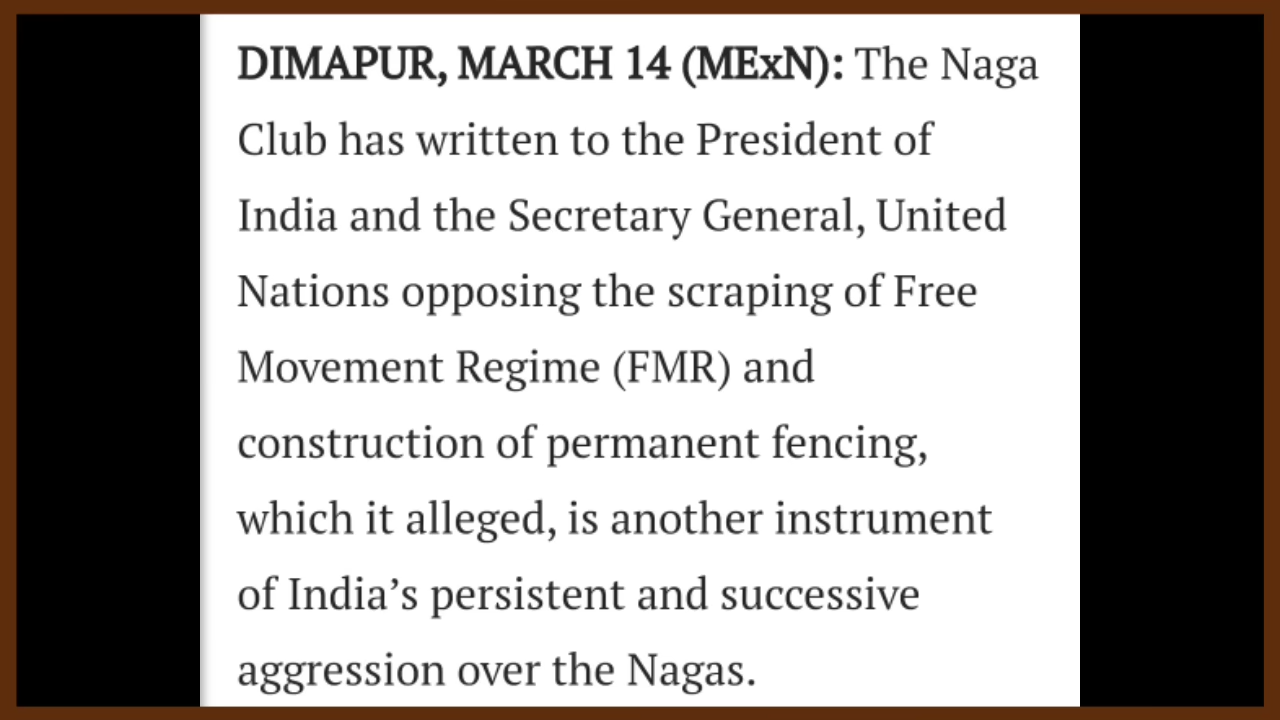 DIMAPUR, MARCH 14 (MExN): The Naga
Club has written to the President of
India and the Secretary General, United
Nations opposing the scraping of Free
Movement Regime (FMR) and
construction of permanent fencing,
which it alleged, is another instrument
of India’s persistent and successive
aggression over the Nagas.